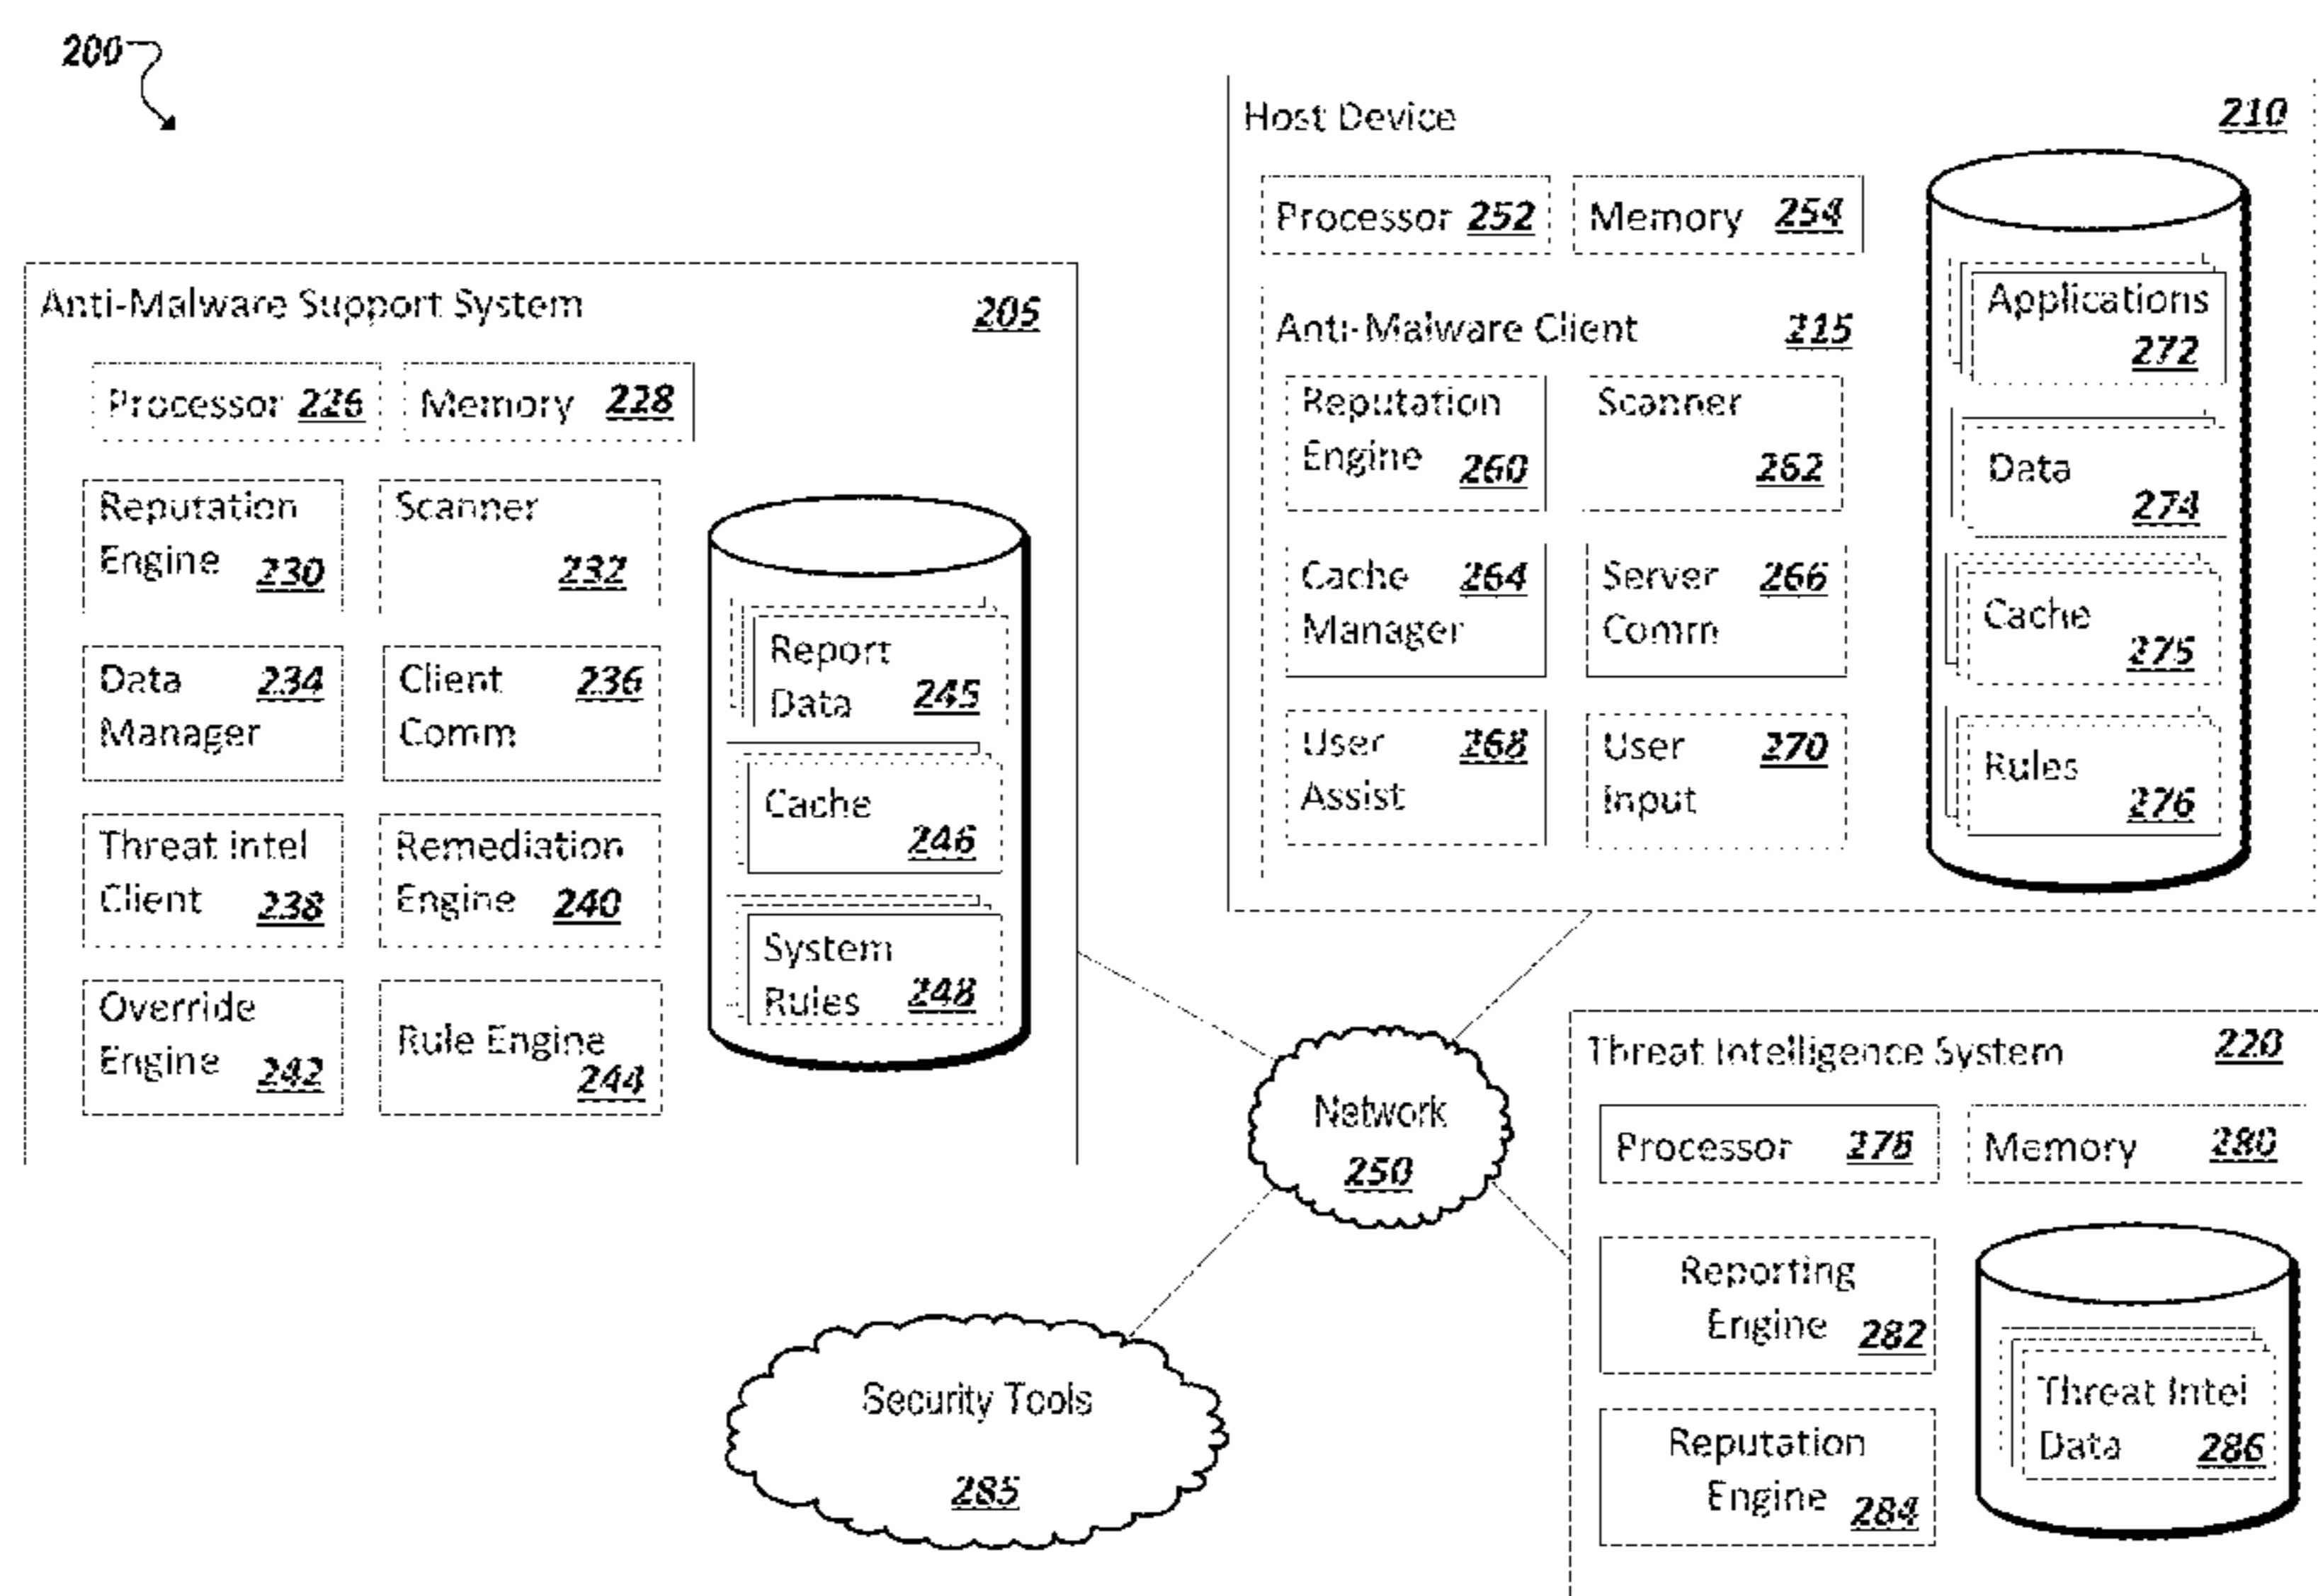 200
Host Device 210
Processor 252 Memory 254
Anti-Malware Client 215
Reputation Scanner
Engine 260 262
Cache 264 Server 266
Manager Comm
User 268 User 270
Assist Input
Applications
272
Data
274
Cache
275
Rules
276
Anti-Malware Support System 205
Processor 226 Memory 228
Reputation Scanner
Engine 230 232
Data 234 Client 236
Manager Comm
Threat Intel Remediation
Client 238 Engine 240
Override Rule Engine
Engine 242 244
Report
Data 245
Cache
246
System
Rules 248
Network
250
Security Tools
285
Threat Intelligence System 220
Processor 278 Memory 280
Reporting
Engine 282
Reputation
Engine 284
Threat Intel
Data 286